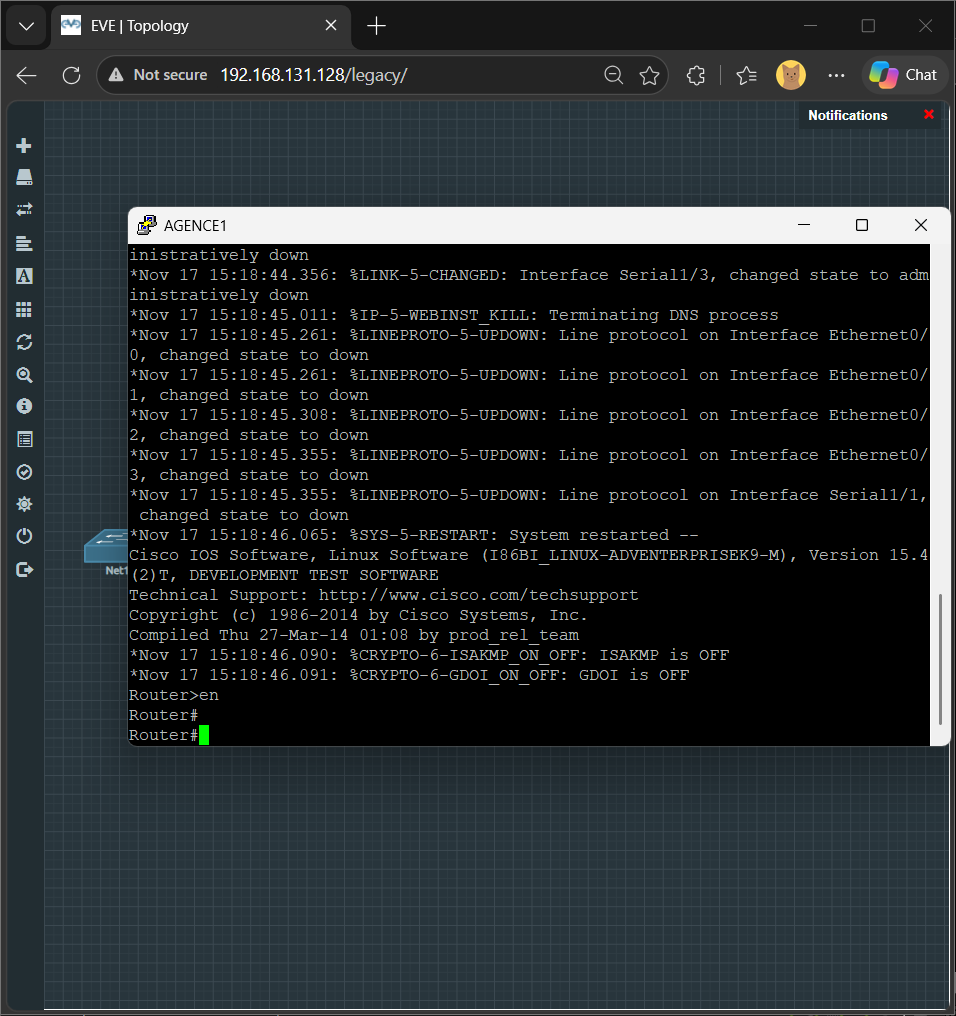 EVE | Topology
Not secure 192.168.131.128/legacy/
Chat
Notifications
AGENCE1
inistratively down
*Nov 17 15:18:44.356: %LINK-5-CHANGED: Interface Serial1/3, changed state to adm
inistratively down
*Nov 17 15:18:45.011: %IP-5-WEBINST_KILL: Terminating DNS process
*Nov 17 15:18:45.261: %LINEPROTO-5-UPDOWN: Line protocol on Interface Ethernet0/
0, changed state to down
*Nov 17 15:18:45.261: %LINEPROTO-5-UPDOWN: Line protocol on Interface Ethernet0/
1, changed state to down
*Nov 17 15:18:45.308: %LINEPROTO-5-UPDOWN: Line protocol on Interface Ethernet0/
2, changed state to down
*Nov 17 15:18:45.355: %LINEPROTO-5-UPDOWN: Line protocol on Interface Ethernet0/
3, changed state to down
*Nov 17 15:18:45.355: %LINEPROTO-5-UPDOWN: Line protocol on Interface Serial1/1,
 changed state to down
*Nov 17 15:18:46.065: %SYS-5-RESTART: System restarted --
Cisco IOS Software, Linux Software (I86BI_LINUX-ADVENTERPRISEK9-M), Version 15.4
(2)T, DEVELOPMENT TEST SOFTWARE
Technical Support: http://www.cisco.com/techsupport
Copyright (c) 1986-2014 by Cisco Systems, Inc.
Compiled Thu 27-Mar-14 01:08 by prod_rel_team
*Nov 17 15:18:46.090: %CRYPTO-6-ISAKMP_ON_OFF: ISAKMP is OFF
*Nov 17 15:18:46.091: %CRYPTO-6-GDOI_ON_OFF: GDOI is OFF
Router>en
Router#
Router#
Net